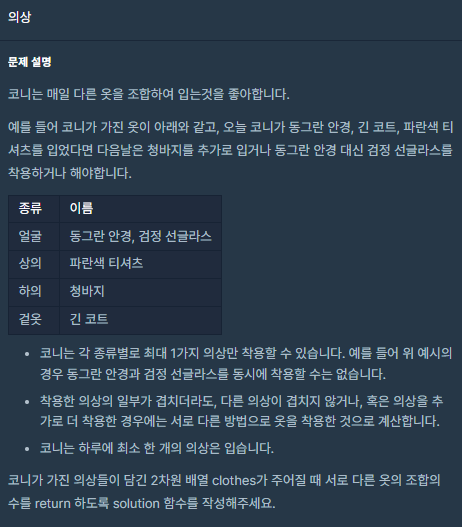 의상
문제 설명
코니는 매일 다른 옷을 조합하여 입는것을 좋아합니다.
예를 들어 코니가 가진 옷이 아래와 같고, 오늘 코니가 동그란 안경, 긴 코트, 파란색 티
셔츠를 입었다면 다음날은 청바지를 추가로 입거나 동그란 안경 대신 검정 선글라스를
착용하거나 해야합니다.
종류 이름
얼굴 동그란 안경, 검정 선글라스
상의 파란색 티셔츠
하의 청바지
겉옷 긴 코트
• 코니는 각 종류별로 최대 1가지 의상만 착용할 수 있습니다. 예를 들어 위 예시의
경우 동그란 안경과 검정 선글라스를 동시에 착용할 수는 없습니다.
• 착용한 의상의 일부가 겹치더라도, 다른 의상이 겹치지 않거나, 혹은 의상을 추
가로 더 착용한 경우에는 서로 다른 방법으로 옷을 착용한 것으로 계산합니다.
• 코니는 하루에 최소 한 개의 의상은 입습니다.
코니가 가진 의상들이 담긴 2차원 배열 clothes가 주어질 때 서로 다른 옷의 조합의
수를 return 하도록 solution 함수를 작성해주세요.